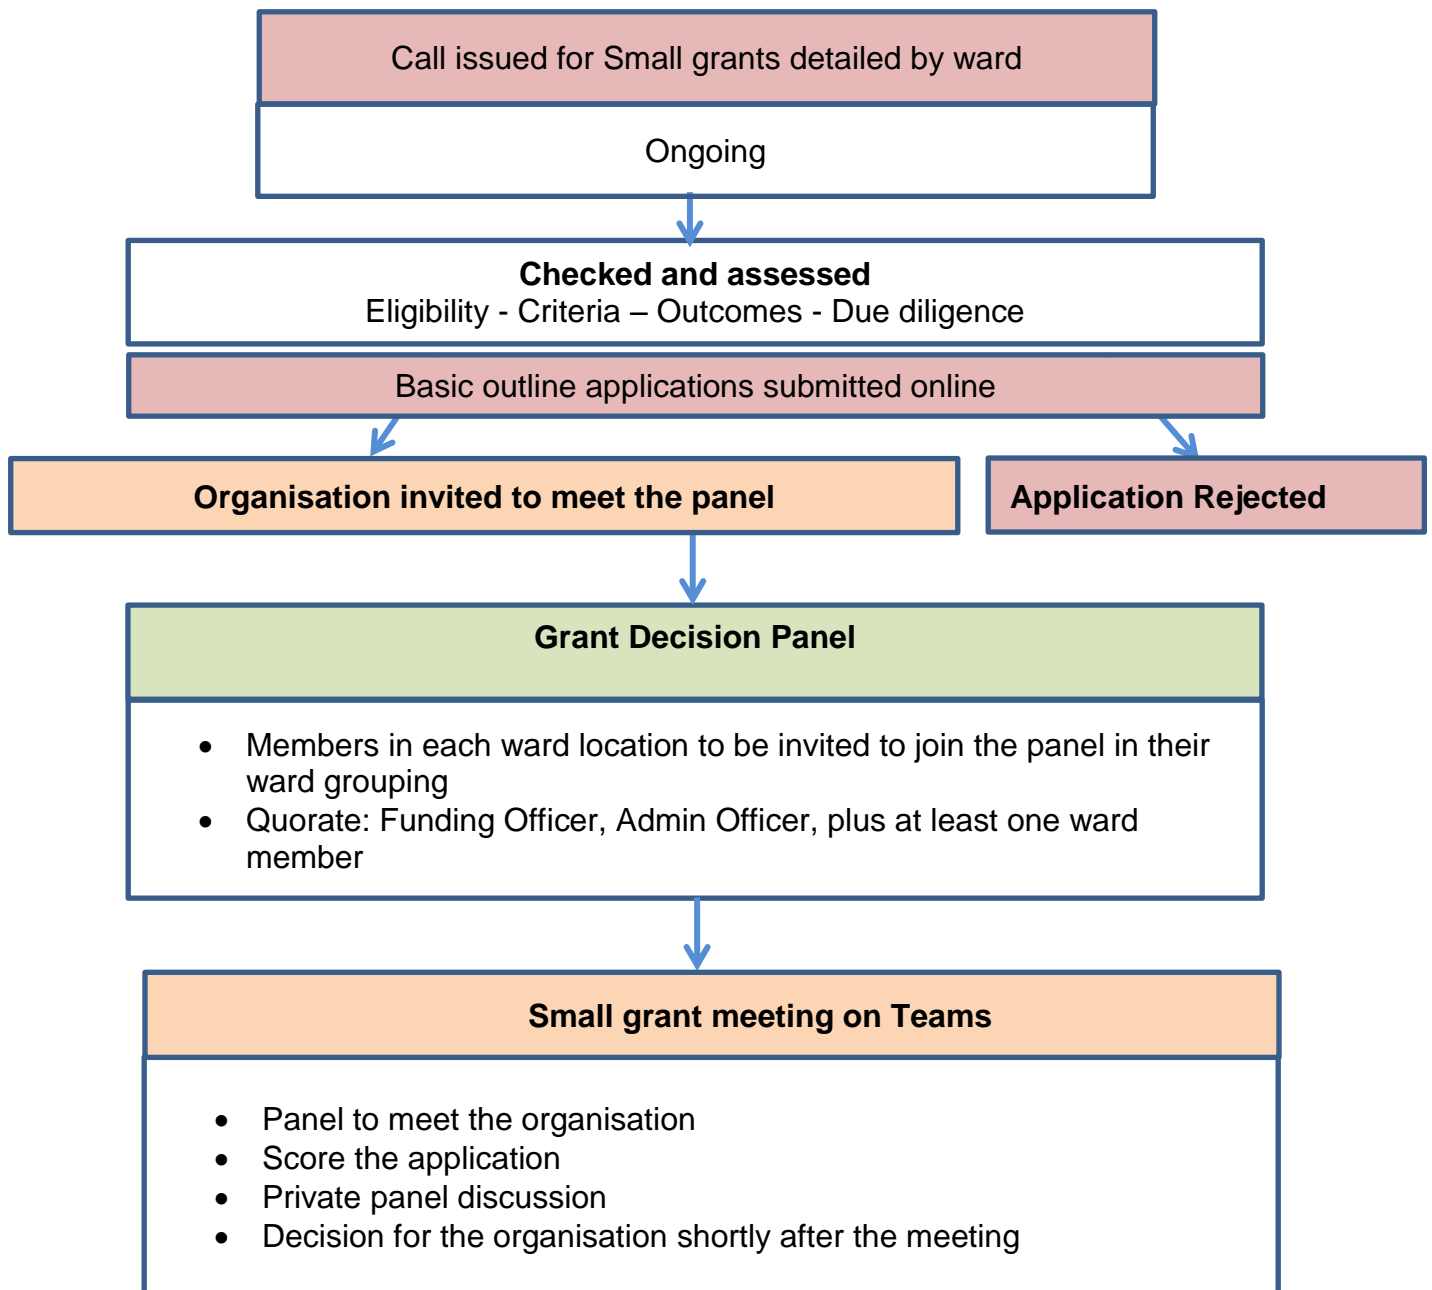 Call issued for Small grants detailed by ward
Ongoing
Checked and assessed
Eligibility - Criteria – Outcomes - Due diligence
Basic outline applications submitted online
Organisation invited to meet the panel
Application Rejected
Grant Decision Panel
• Members in each ward location to be invited to join the panel in their
ward grouping
• Quorate: Funding Officer, Admin Officer, plus at least one ward
member
Small grant meeting on Teams
• Panel to meet the organisation
• Score the application
• Private panel discussion
• Decision for the organisation shortly after the meeting